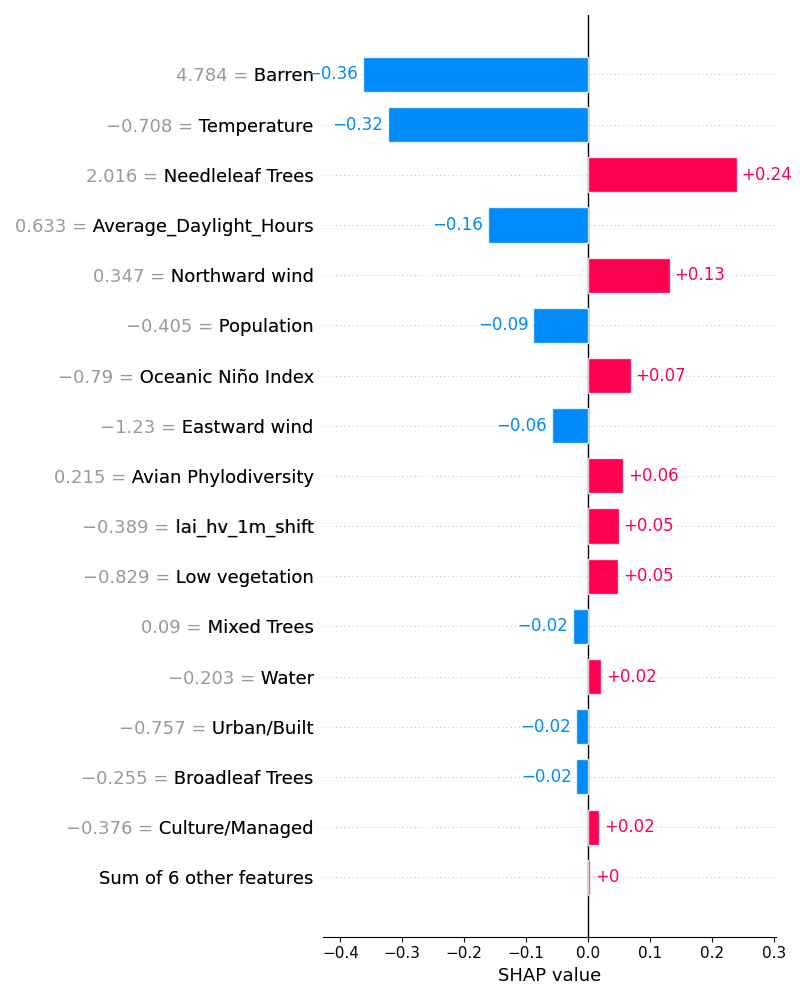 4.784 = Barren −0.36
−0.708 = Temperature −0.32
2.016 = Needleleaf Trees +0.24
0.633 = Average_Daylight_Hours −0.16
0.347 = Northward wind +0.13
−0.405 = Population −0.09
−0.79 = Oceanic Niño Index +0.07
−1.23 = Eastward wind −0.06
0.215 = Avian Phylodiversity +0.06
−0.389 = lai_hv_1m_shift +0.05
−0.829 = Low vegetation +0.05
0.09 = Mixed Trees −0.02
−0.203 = Water +0.02
−0.757 = Urban/Built −0.02
−0.255 = Broadleaf Trees −0.02
−0.376 = Culture/Managed +0.02
Sum of 6 other features +0
−0.4 −0.3 −0.2 −0.1 0.0 0.1 0.2 0.3
SHAP value